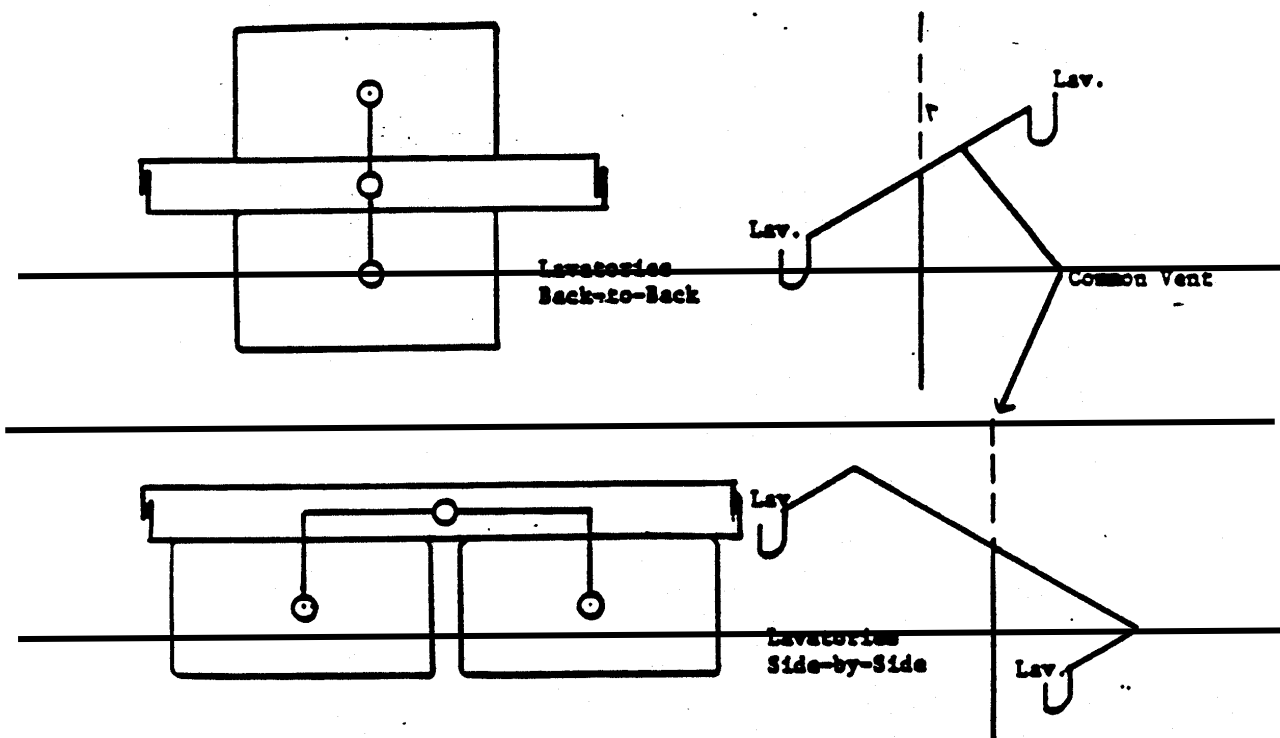 Lav.
Lav.
Lavatories
Back-to-Back
Common Vent
Lav
Lavatories
Side-by-Side
Lav.